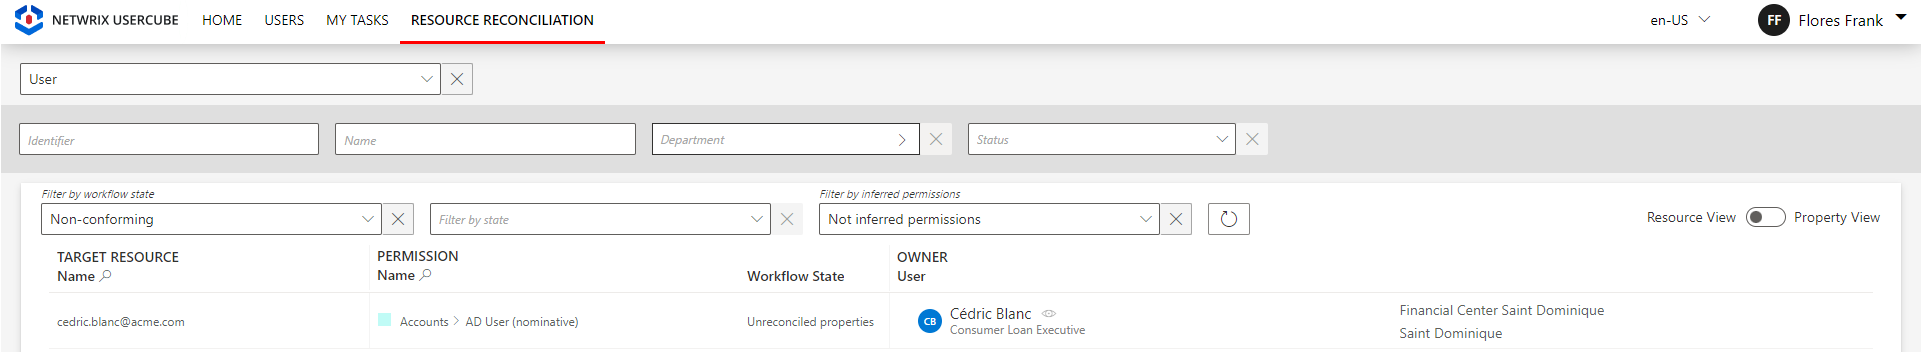 NETWRIX USERCUBE HOME USERS MY TASKS RESOURCE RECONCILIATION en-US FF Flores Frank
User
Identifier Name Department Status
Filter by workflow state Filter by inferred permissions
Non-conforming Filter by state Not inferred permissions Resource View Property View
TARGET RESOURCE PERMISSION OWNER
Name Name Workflow State User
cedric.blanc@acme.com Accounts > AD User (nominative) Unreconciled properties CB Cédric Blanc Financial Center Saint Dominique
Consumer Loan Executive Saint Dominique